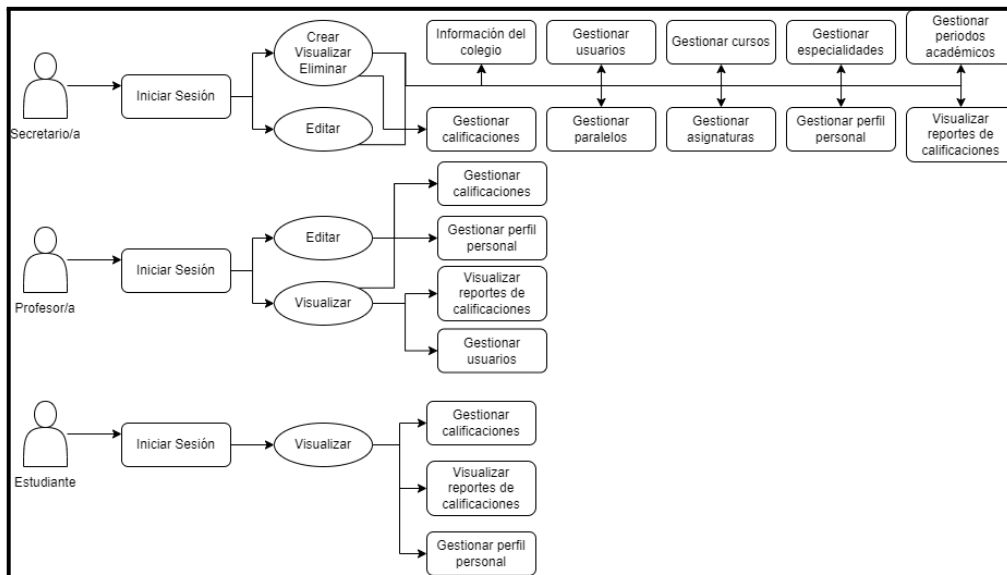 Crear
Visualizar
Eliminar
Información del
colegio
Gestionar
usuarios
Gestionar cursos
Gestionar
especialidades
Gestionar
periodos
académicos
Iniciar Sesión
Secretario/a
Editar
Gestionar
calificaciones
Gestionar
paralelos
Gestionar
asignaturas
Gestionar perfil
personal
Visualizar
reportes de
calificaciones
Gestionar
calificaciones
Editar
Gestionar perfil
personal
Iniciar Sesión
Profesor/a
Visualizar
Visualizar
reportes de
calificaciones
Gestionar
usuarios
Gestionar
calificaciones
Iniciar Sesión
Visualizar
Estudiante
Visualizar
reportes de
calificaciones
Gestionar perfil
personal